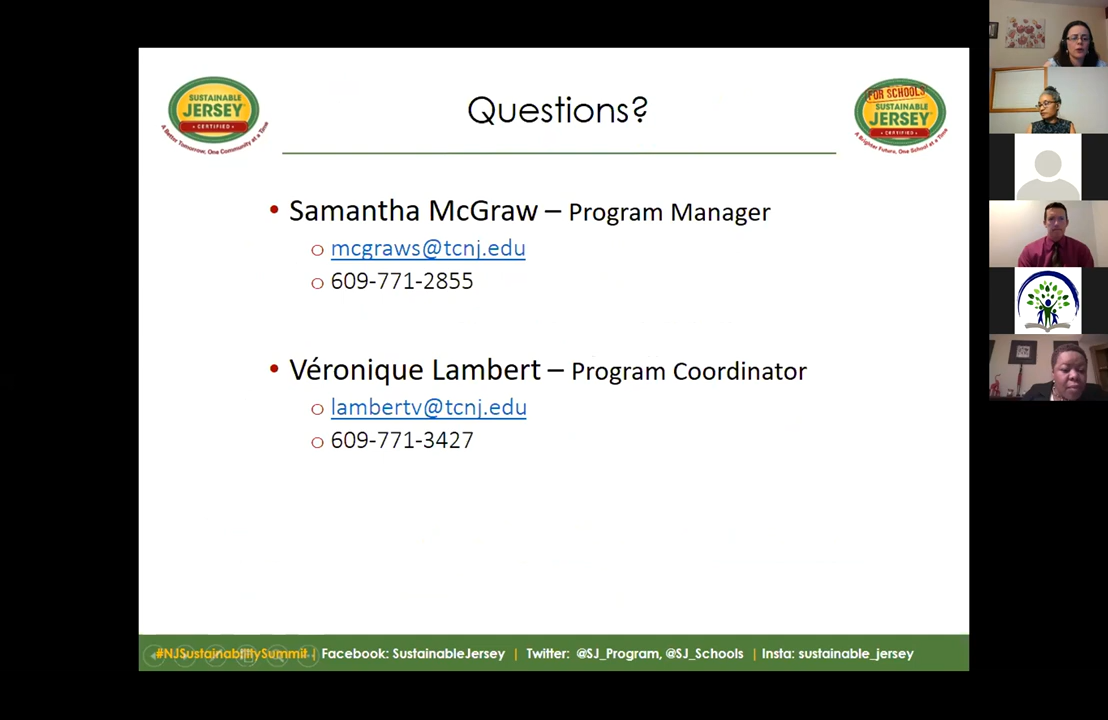 SUSTAINABLE
JERSEY
CERTIFIED
A Better Tomorrow, One Community at a Time
Questions?
FOR SCHOOLS
SUSTAINABLE
JERSEY
CERTIFIED
A Brighter Future, One School at a Time
• Samantha McGraw – Program Manager
o mcgraws@tcnj.edu
o 609-771-2855
• Véronique Lambert – Program Coordinator
o lambertv@tcnj.edu
o 609-771-3427
#NJSustainabilitySummit | Facebook: SustainableJersey | Twitter: @SJ_Program, @SJ_Schools | Insta: sustainable_jersey